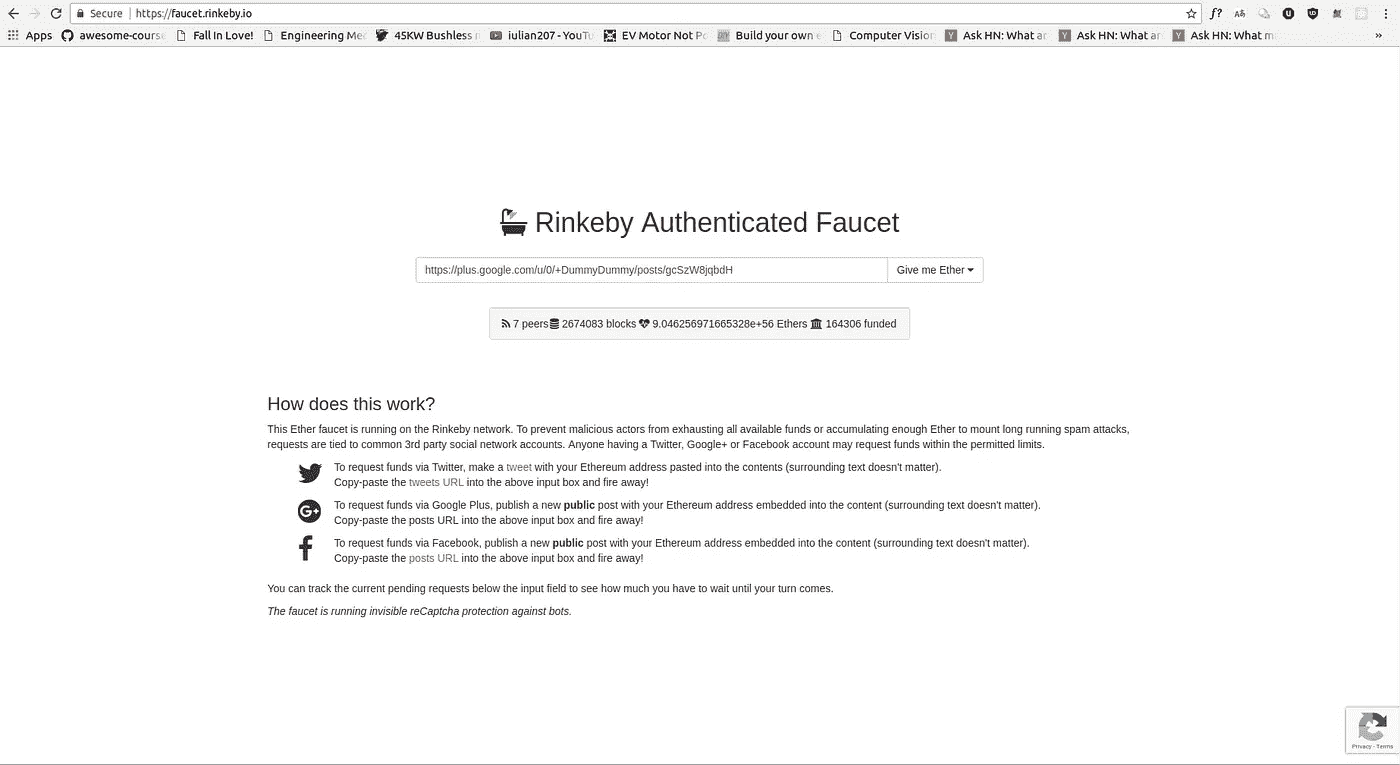 Secure | https://faucet.rinkeby.io
Apps awesome-course Fall In Love! Engineering Me 45KW Bushless iulian207 - YouTu EV Motor Not Po Build your own Computer Vision Ask HN: What ar Ask HN: What ar Ask HN: What m »
Rinkeby Authenticated Faucet
https://plus.google.com/u/0/+DummyDummy/posts/gcSzW8jqbdH Give me Ether
7 peers 2674083 blocks 9.046256971665328e+56 Ethers 164306 funded
How does this work?
This Ether faucet is running on the Rinkeby network. To prevent malicious actors from exhausting all available funds or accumulating enough Ether to mount long running spam attacks,
requests are tied to common 3rd party social network accounts. Anyone having a Twitter, Google+ or Facebook account may request funds within the permitted limits.
To request funds via Twitter, make a tweet with your Ethereum address pasted into the contents (surrounding text doesn't matter).
Copy-paste the tweets URL into the above input box and fire away!
To request funds via Google Plus, publish a new public post with your Ethereum address embedded into the content (surrounding text doesn't matter).
Copy-paste the posts URL into the above input box and fire away!
To request funds via Facebook, publish a new public post with your Ethereum address embedded into the content (surrounding text doesn't matter).
Copy-paste the posts URL into the above input box and fire away!
You can track the current pending requests below the input field to see how much you have to wait until your turn comes.
The faucet is running invisible reCaptcha protection against bots.
Privacy - Terms